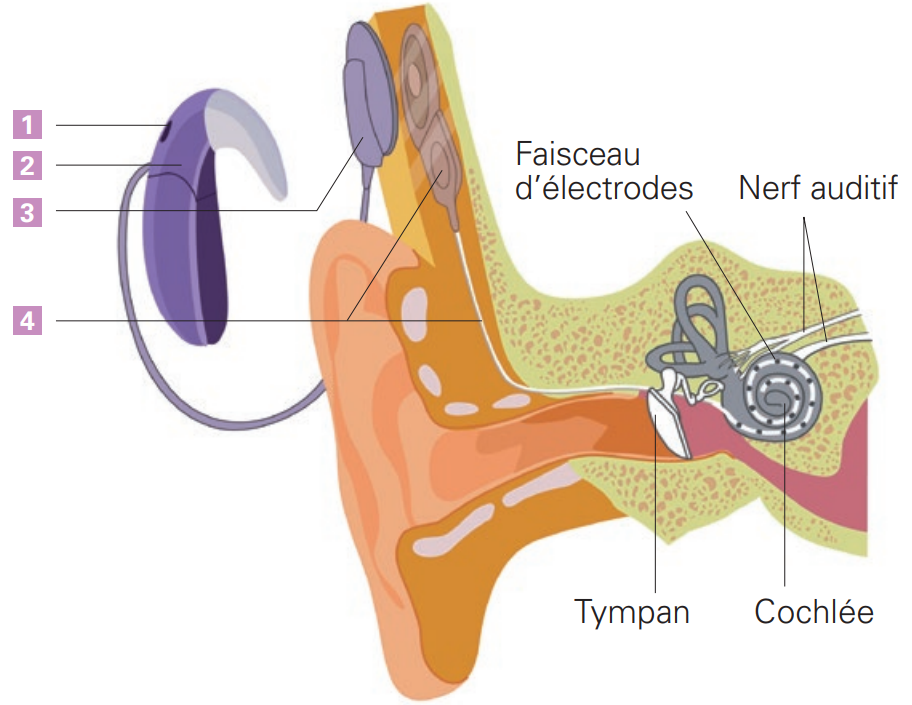 1
2
3
4
Faisceau
d'électrodes
Nerf auditif
Tympan
Cochlée